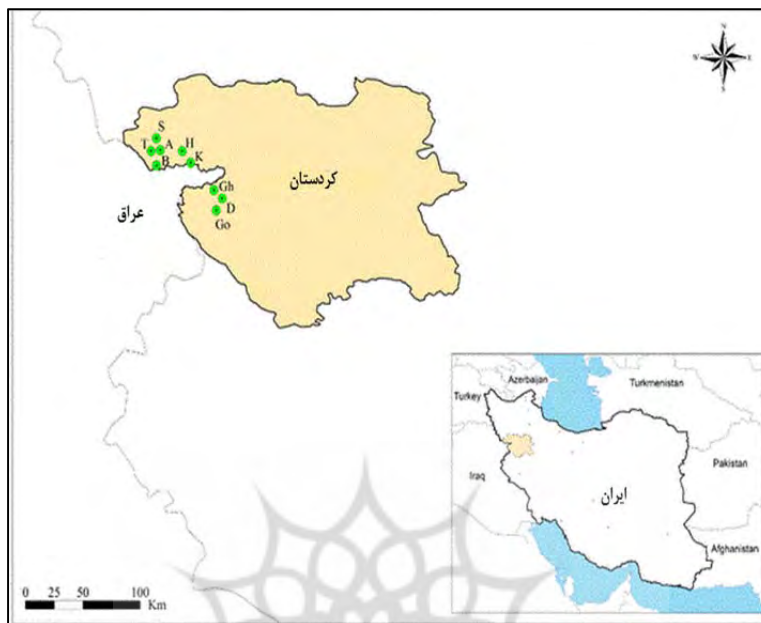 N
W E
S
S
T A H
K
B
کردستان
Gh
D
Go
عراق
Azerbaijan
Turkey
Turkmenistan
Iraq
ایران
Pakistan
Afghanistan
0 25 50 100
Km